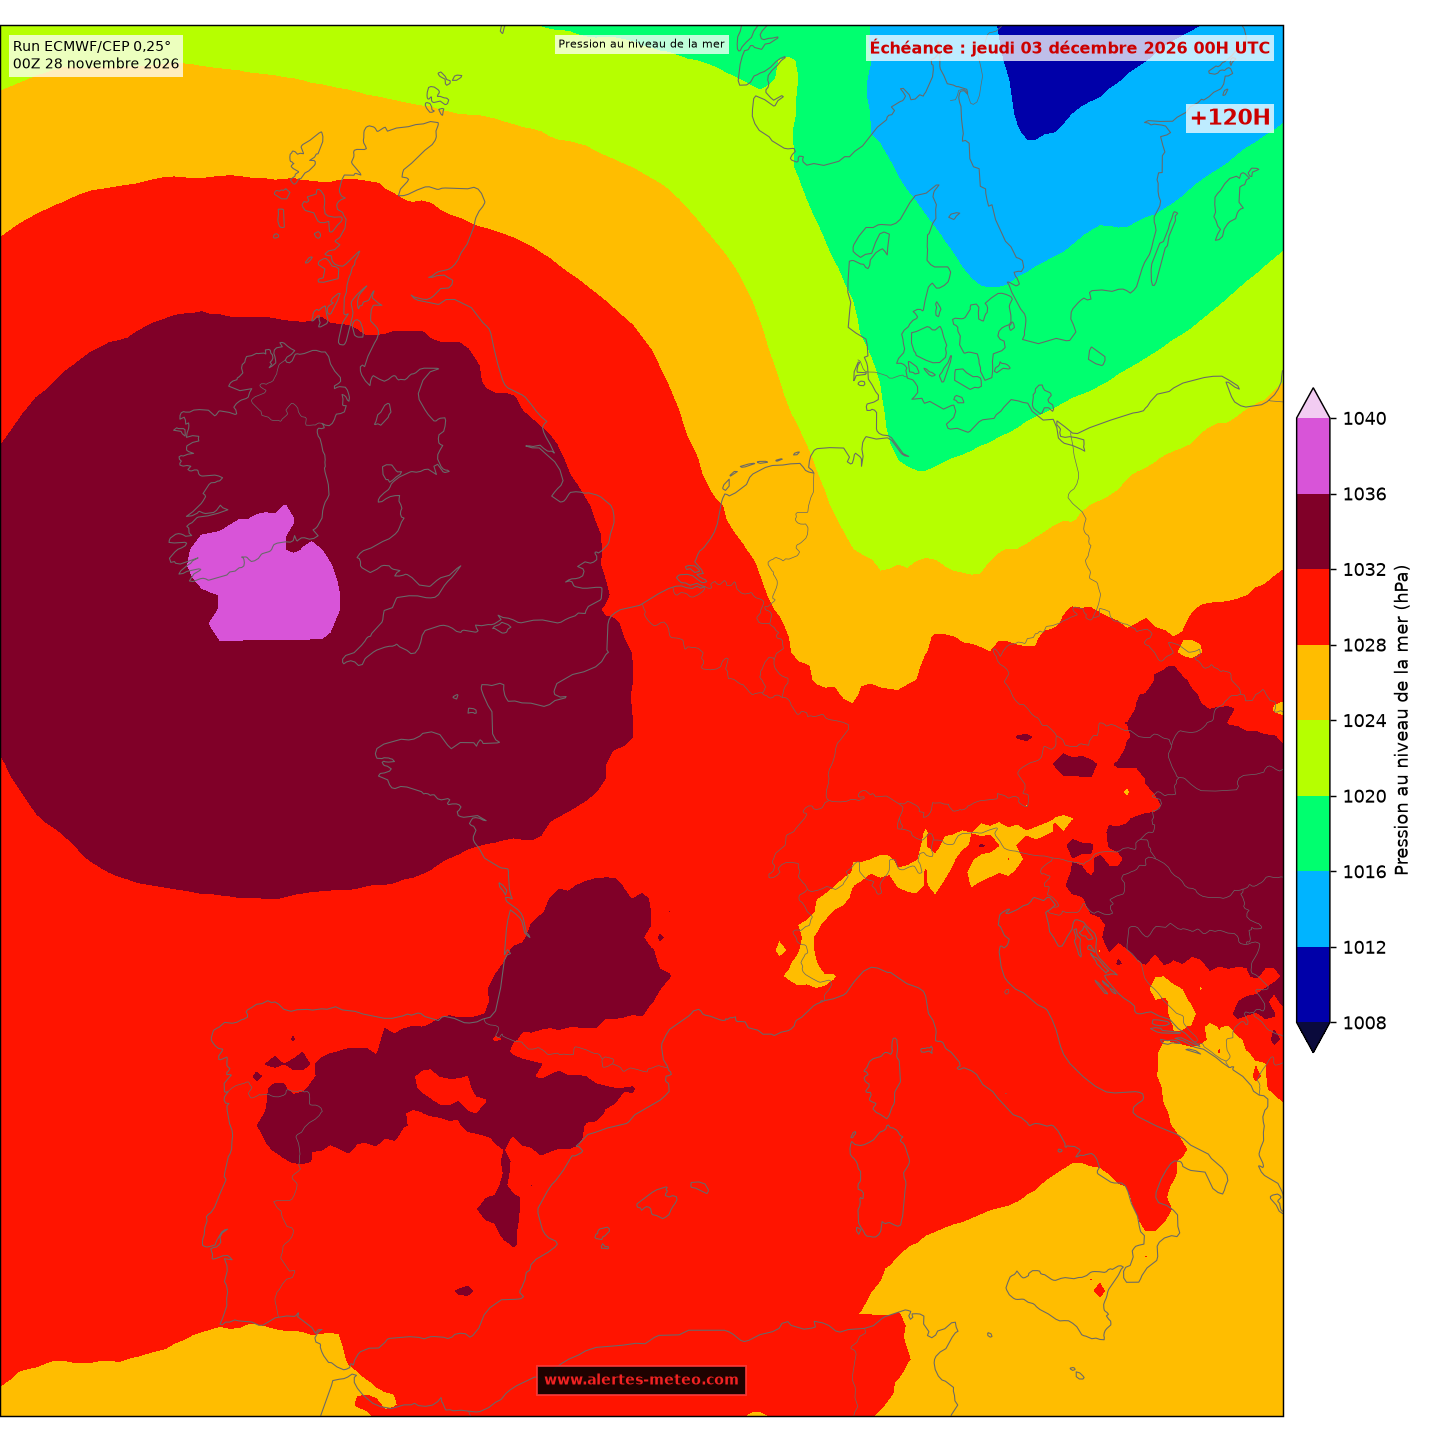 Run ECMWF/CEP 0,25°
00Z 28 novembre 2026
Pression au niveau de la mer
Échéance : jeudi 03 décembre 2026 00H UTC
+120H
1040
1036
1032
1028
1024
1020
1016
1012
1008
Pression au niveau de la mer (hPa)
www.alertes-meteo.com